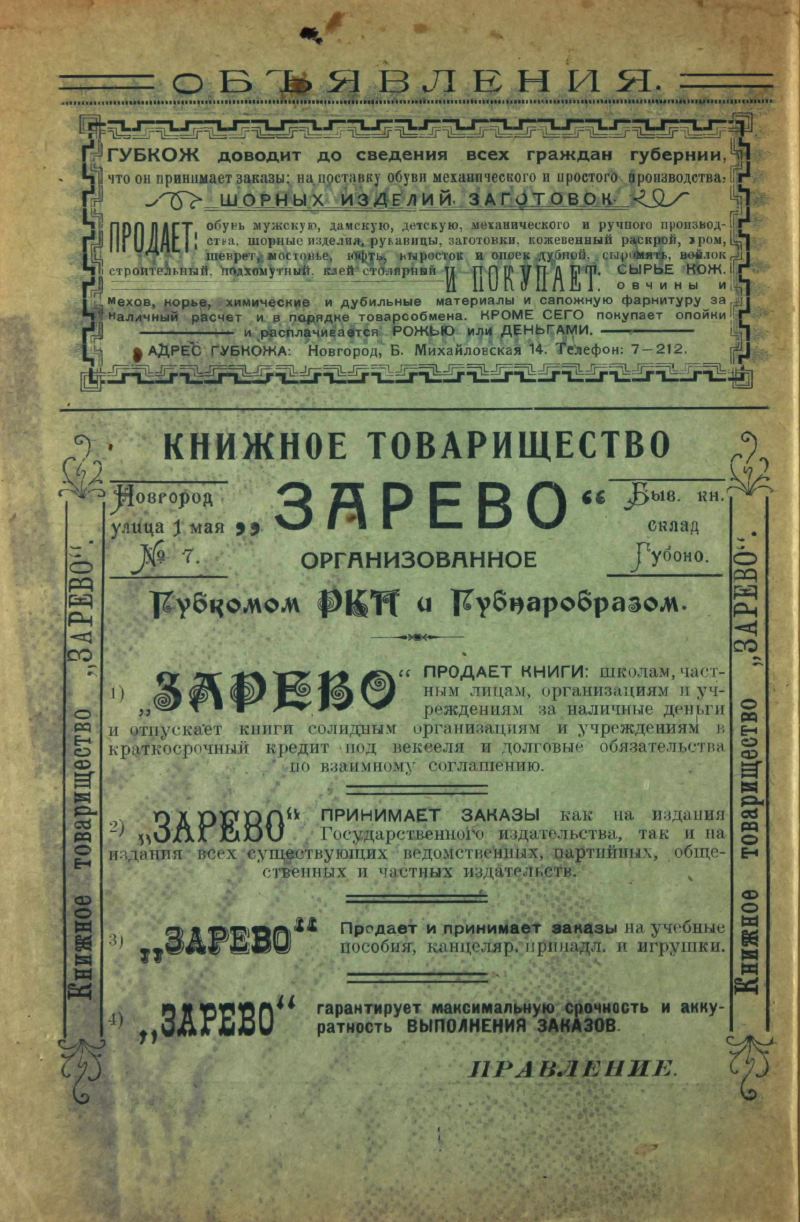 ОБЪЯВЛЕНИЯ.
ГУБКОЖ доводит до сведения всех граждан губернии,
что он принимает заказы: на поставку обуви механического и простого производства,
ШОРНЫХ ИЗДЕЛИЙ, ЗАГОТОВОК
ПРОДАЕТ: обувь мужскую, дамскую, детскую, механического и ручного производ-
ства, шорные изделия, рукавицы, заготовки, кожевенный раскрой, хром,
шеврет, мостовье, юфть, выросток и опоек дубной, сыромять, войлок
строительный, подхомутный, клей столярный И ПОКУПАЕТ: СЫРЬЕ КОЖ.
овчины и
мехов, корье, химические и дубильные материалы и сапожную фарнитуру за
наличный расчет и в порядке товарообмена. КРОМЕ СЕГО покупает опойки
и расплачивается РОЖЬЮ или ДЕНЬГАМИ.
АДРЕС ГУБКОЖА: Новгород, Б. Михайловская 14. Телефон: 7—212.
КНИЖНОЕ ТОВАРИЩЕСТВО
Новгород
улица 1 мая
№ 7.
„ЗАРЕВО“
Быв. кн.
склад
Губоно.
ОРГАНИЗОВАННОЕ
Губкомом РКП и Губнаробразом.
1) „ЗАРЕВО“ ПРОДАЕТ КНИГИ: школам, част-
ным лицам, организациям и уч-
реждениям за наличные деньги
и отпускает книги солидным организациям и учреждениям в
краткосрочный кредит под векселя и долговые обязательства
по взаимному соглашению.
2) „ЗАРЕВО“ ПРИНИМАЕТ ЗАКАЗЫ как на издания
Государственного издательства, так и на
издания всех существующих ведомственных, партийных, обще-
ственных и частных издательств.
3) „ЗАРЕВО“ Продает и принимает заказы на учебные
пособия, канцеляр. принадл. и игрушки.
4) „ЗАРЕВО“ гарантирует максимальную срочность и акку-
ратность ВЫПОЛНЕНИЯ ЗАКАЗОВ.
ПРАВЛЕНИЕ.
Книжное товарищество „ЗАРЕВО“.
Книжное товарищество „ЗАРЕВО“.